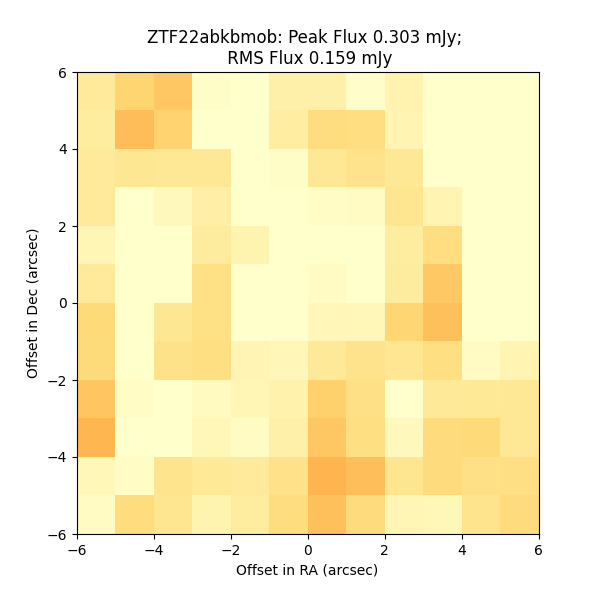 ZTF22abkbmob: Peak Flux 0.303 mJy;
RMS Flux 0.159 mJy
6
4
2
0
−2
−4
−6
Offset in Dec (arcsec)
−6 −4 −2 0 2 4 6
Offset in RA (arcsec)